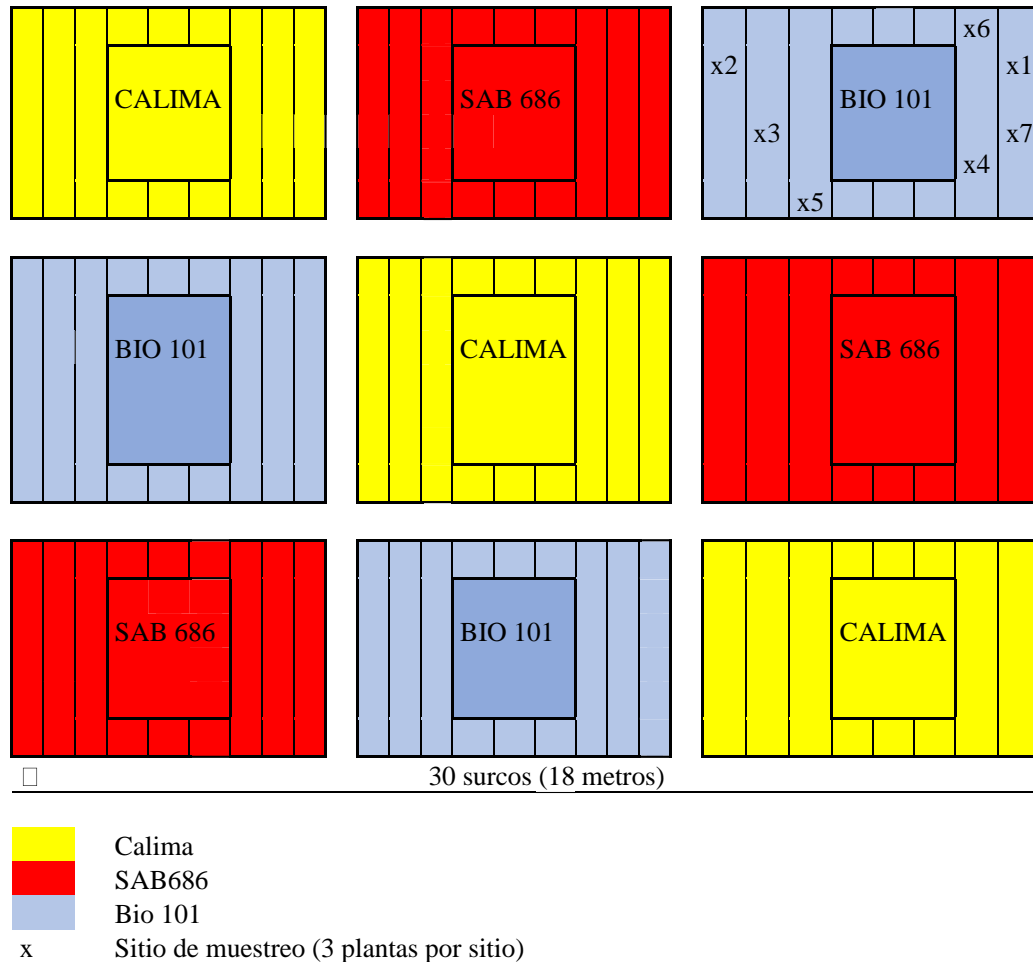 x6
x2
x1
CALIMA
SAB 686
BIO 101
x3
x7
x4
x5
BIO 101
CALIMA
SAB 686
SAB 686
BIO 101
CALIMA
30 surcos (18 metros)
Calima
SAB686
Bio 101
x Sitio de muestreo (3 plantas por sitio)